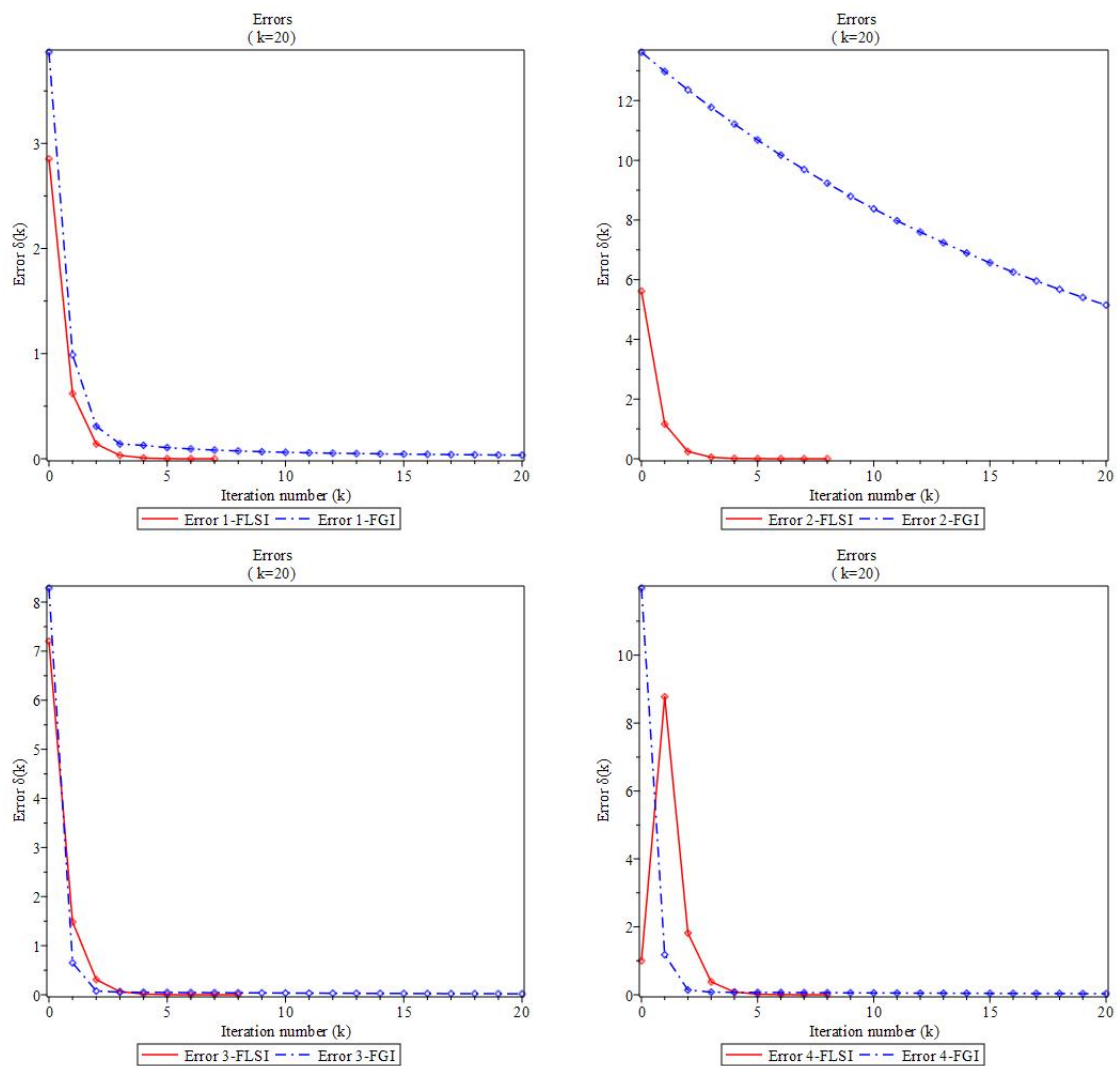 Errors
( k=20)
Error δ(k)
3
2
1
0
0 5 10 15 20
Iteration number (k)
Error 1-FLSI Error 1-FGI
Errors
( k=20)
Error δ(k)
12
10
8
6
4
2
0
0 5 10 15 20
Iteration number (k)
Error 2-FLSI Error 2-FGI
Errors
( k=20)
Error δ(k)
8
7
6
5
4
3
2
1
0
0 5 10 15 20
Iteration number (k)
Error 3-FLSI Error 3-FGI
Errors
( k=20)
Error δ(k)
10
8
6
4
2
0
0 5 10 15 20
Iteration number (k)
Error 4-FLSI Error 4-FGI